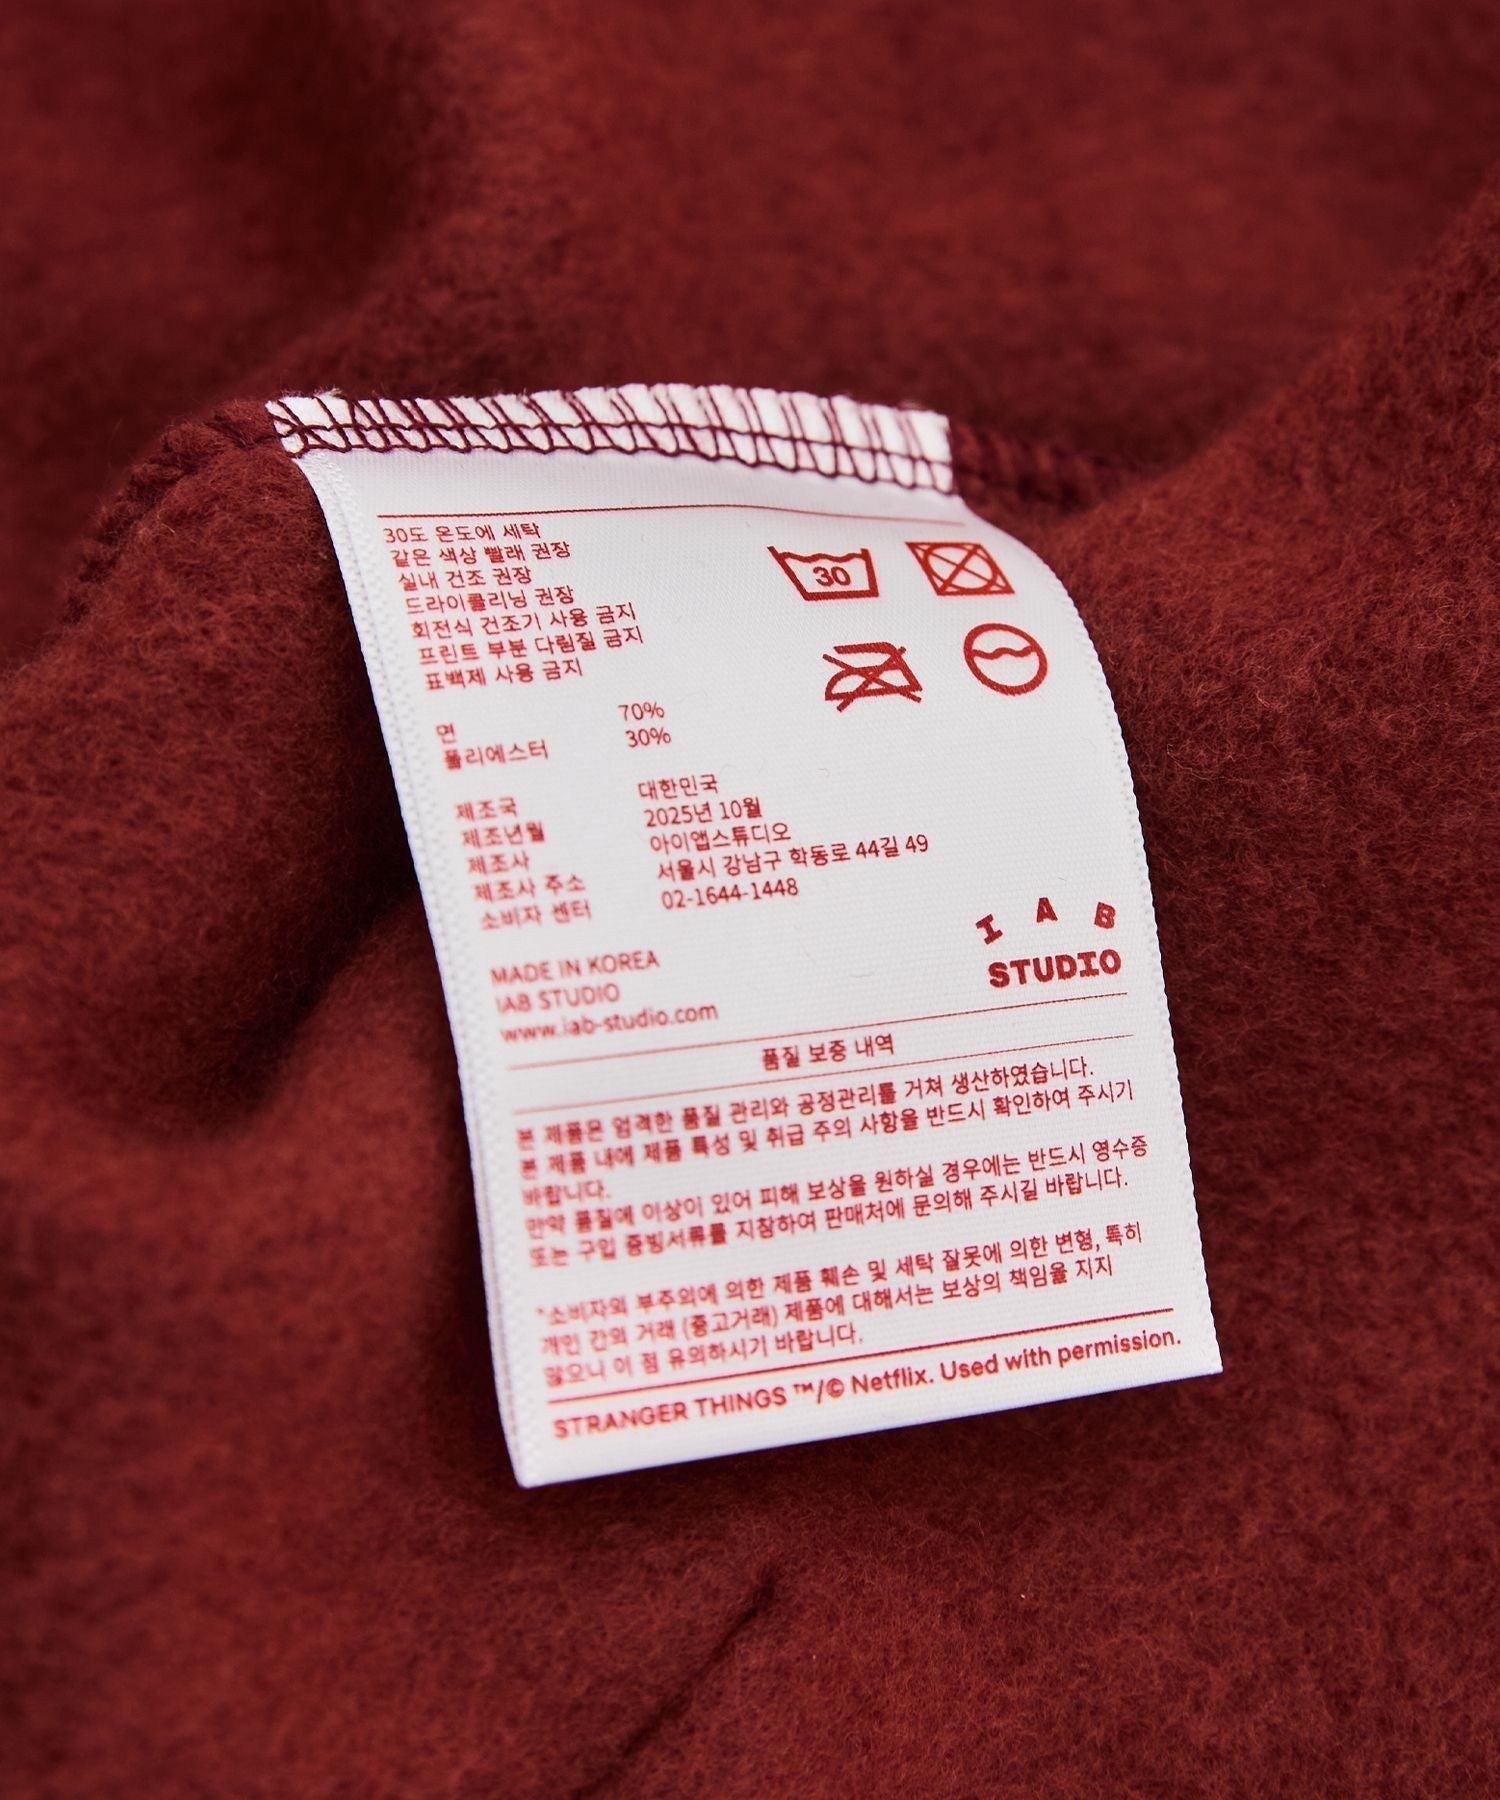 30도 온도에 세탁
같은 색상 빨래 권장
실내 건조 권장
드라이클리닝 권장
회전식 건조기 사용 금지
프린트 부분 다림질 금지
표백제 사용 금지
30
면 70%
폴리에스터 30%
제조국 대한민국
제조년월 2025년 10월
제조사 아이앱스튜디오
제조사 주소 서울시 강남구 학동로 44길 49
소비자 센터 02-1644-1448
MADE IN KOREA
IAB STUDIO
www.iab-studio.com
I A B
STUDIO
품질 보증 내역
본 제품은 엄격한 품질 관리와 공정관리를 거쳐 생산하였습니다.
본 제품 내에 제품 특성 및 취급 주의 사항을 반드시 확인하여 주시기
바랍니다.
만약 품질에 이상이 있어 피해 보상을 원하실 경우에는 반드시 영수증
또는 구입 증빙서류를 지참하여 판매처에 문의해 주시길 바랍니다.
*소비자의 부주의에 의한 제품 훼손 및 세탁 잘못에 의한 변형, 특히
개인 간의 거래 (중고거래) 제품에 대해서는 보상의 책임을 지지
않으니 이 점 유의하시기 바랍니다.
STRANGER THINGS ™/© Netflix. Used with permission.